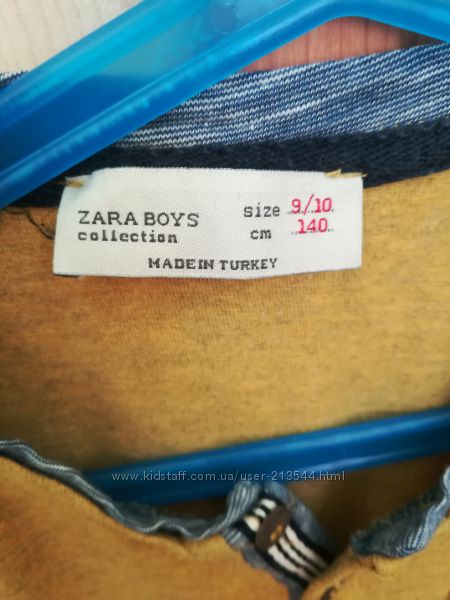 ZARA BOYS size 9/10
collection cm 140
MADE IN TURKEY
www.kidstaff.com.ua/user-213544.html